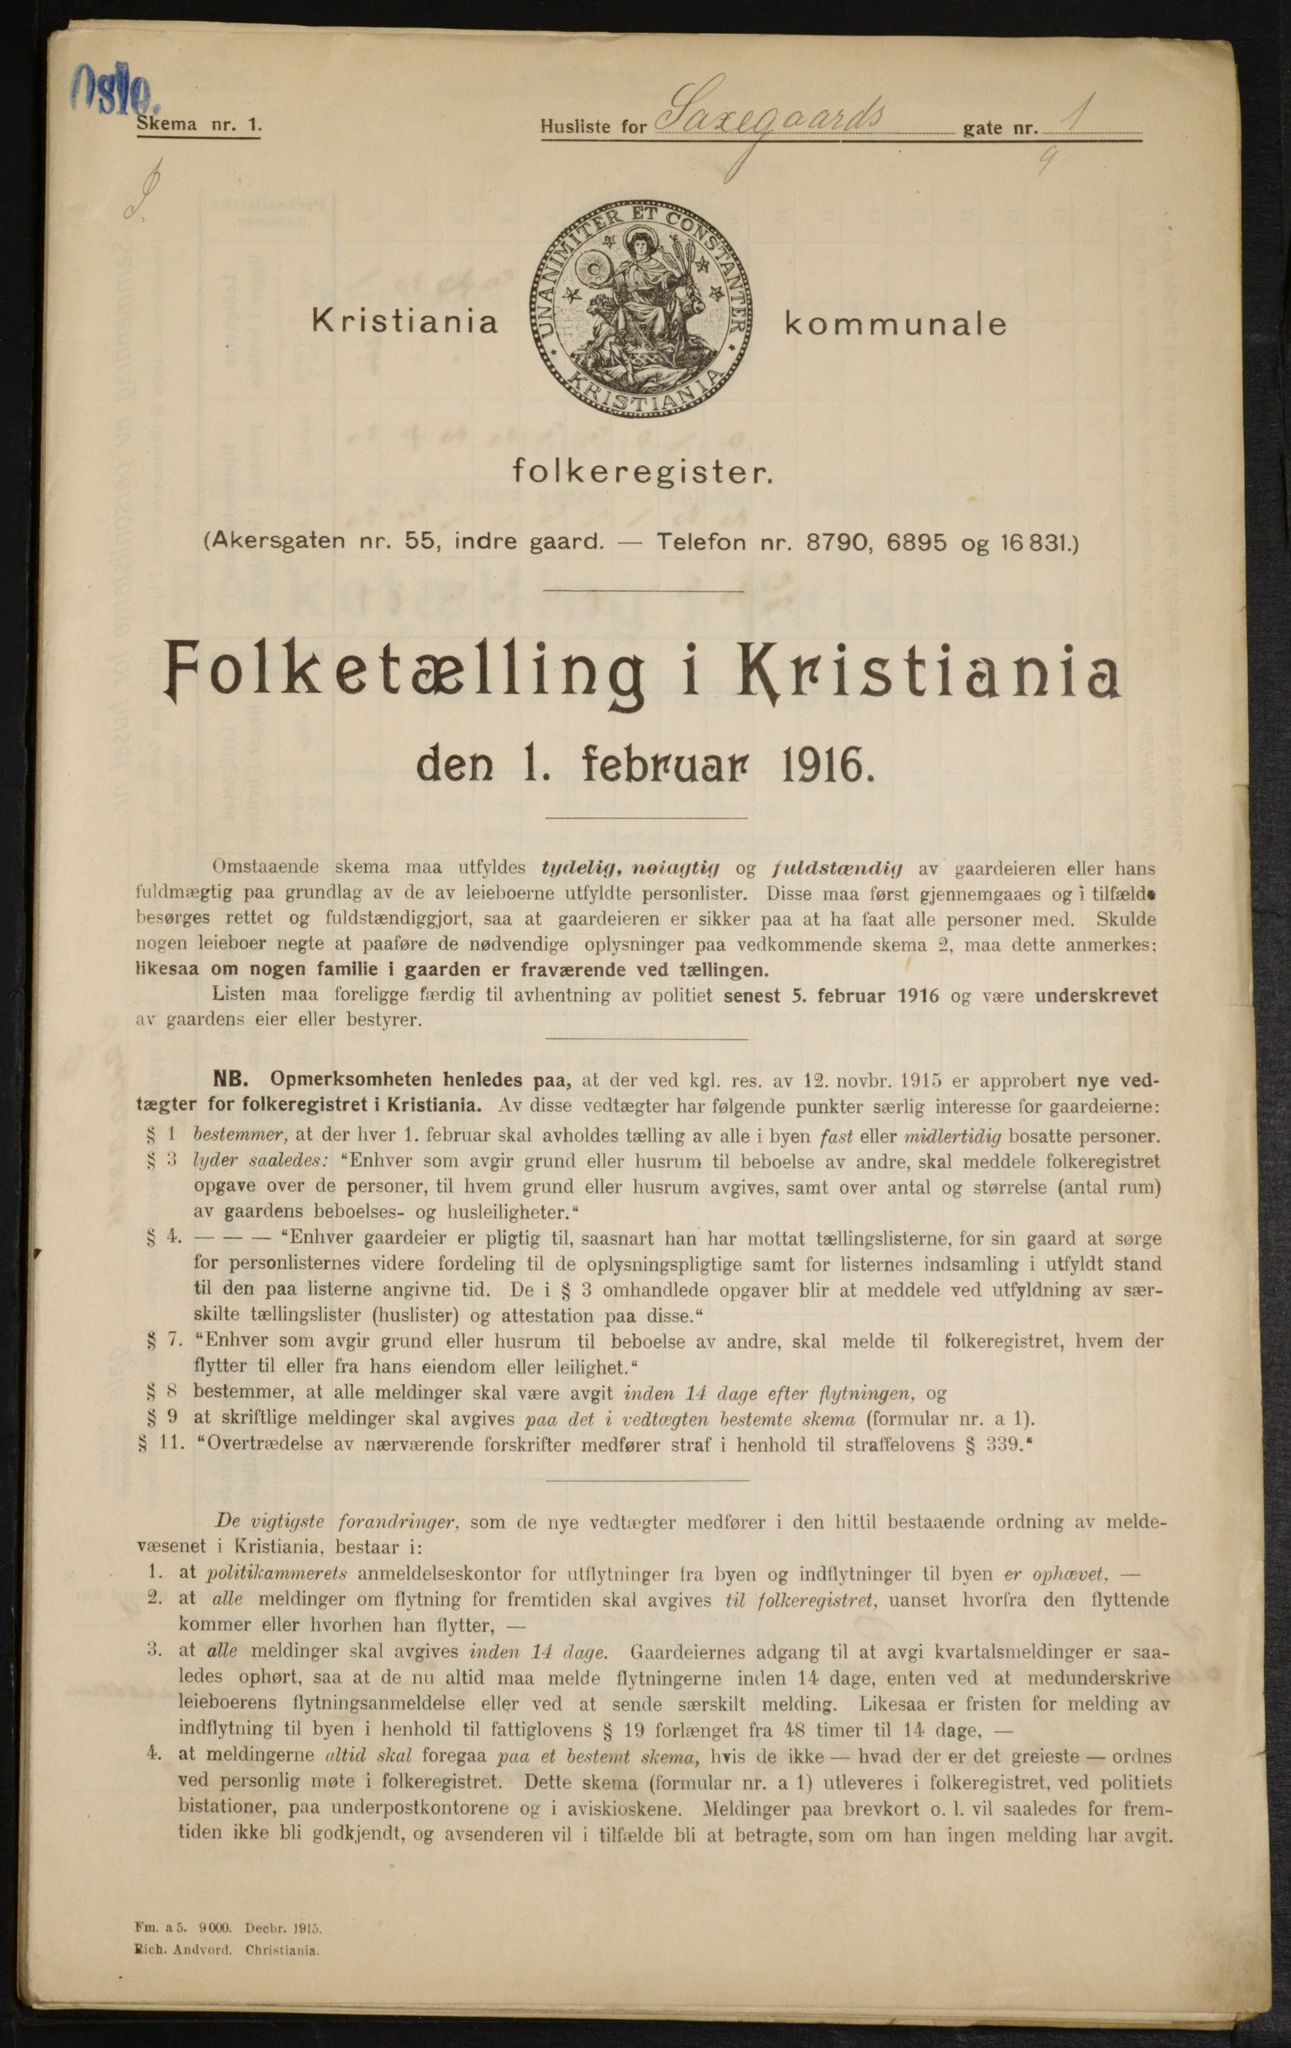 Oslo.
Skema nr. 1.
Husliste for Saxegaards gate nr. 1
UNANIMITER ET CONSTANTER
KRISTIANIA
Kristiania kommunale
folkeregister.
(Akersgaten nr. 55, indre gaard. — Telefon nr. 8790, 6895 og 16 831.)
Folketælling i Kristiania
den 1. februar 1916.
Omstaaende skema maa utfyldes tydelig, nøiagtig og fuldstændig av gaardeieren eller hans
fuldmægtig paa grundlag av de av leieboerne utfyldte personlister. Disse maa først gjennemgaaes og i tilfælde
besørges rettet og fuldstændiggjort, saa at gaardeieren er sikker paa at ha faat alle personer med. Skulde
nogen leieboer negte at paaføre de nødvendige oplysninger paa vedkommende skema 2, maa dette anmerkes;
likesaa om nogen familie i gaarden er fraværende ved tællingen.
Listen maa foreligge færdig til avhentning av politiet senest 5. februar 1916 og være underskrevet
av gaardens eier eller bestyrer.
NB. Opmerksomheten henledes paa, at der ved kgl. res. av 12. novbr. 1915 er approbert nye ved-
tægter for folkeregistret i Kristiania. Av disse vedtægter har følgende punkter særlig interesse for gaardeierne:
§ 1 bestemmer, at der hver 1. februar skal avholdes tælling av alle i byen fast eller midlertidig bosatte personer.
§ 3 lyder saaledes: "Enhver som avgir grund eller husrum til beboelse av andre, skal meddele folkeregistret
opgave over de personer, til hvem grund eller husrum avgives, samt over antal og størrelse (antal rum)
av gaardens beboelses- og husleiligheter."
§ 4. — — — "Enhver gaardeier er pligtig til, saasnart han har mottat tællingslisterne, for sin gaard at sørge
for personlisternes videre fordeling til de oplysningspligtige samt for listernes indsamling i utfyldt stand
til den paa listerne angivne tid. De i § 3 omhandlede opgaver blir at meddele ved utfyldning av sær-
skilte tællingslister (huslister) og attestation paa disse."
§ 7. "Enhver som avgir grund eller husrum til beboelse av andre, skal melde til folkeregistret, hvem der
flytter til eller fra hans eiendom eller leilighet."
§ 8 bestemmer, at alle meldinger skal være avgit inden 14 dage efter flytningen, og
§ 9 at skriftlige meldinger skal avgives paa det i vedtægten bestemte skema (formular nr. a 1).
§ 11. "Overtrædelse av nærværende forskrifter medfører straf i henhold til straffelovens § 339."
De vigtigste forandringer, som de nye vedtægter medfører i den hittil bestaaende ordning av melde-
væsenet i Kristiania, bestaar i:
1. at politikammerets anmeldelseskontor for utflytninger fra byen og indflytninger til byen er ophævet, —
2. at alle meldinger om flytning for fremtiden skal avgives til folkeregistret, uanset hvorfra den flyttende
kommer eller hvorhen han flytter, —
3. at alle meldinger skal avgives inden 14 dage. Gaardeiernes adgang til at avgi kvartalsmeldinger er saa-
ledes ophørt, saa at de nu altid maa melde flytningerne inden 14 dage, enten ved at medunderskrive
leieboerens flytningsanmeldelse eller ved at sende særskilt melding. Likesaa er fristen for melding av
indflytning til byen i henhold til fattiglovens § 19 forlænget fra 48 timer til 14 dage, —
4. at meldingerne altid skal foregaa paa et bestemt skema, hvis de ikke — hvad der er det greieste — ordnes
ved personlig møte i folkeregistret. Dette skema (formular nr. a 1) utleveres i folkeregistret, ved politiets
bistationer, paa underpostkontorene og i aviskioskene. Meldinger paa brevkort o. l. vil saaledes for frem-
tiden ikke bli godkjendt, og avsenderen vil i tilfælde bli at betragte, som om han ingen melding har avgit.
Fm. a 5. 9 000. Decbr. 1915.
Rich. Andvord. Christiania.